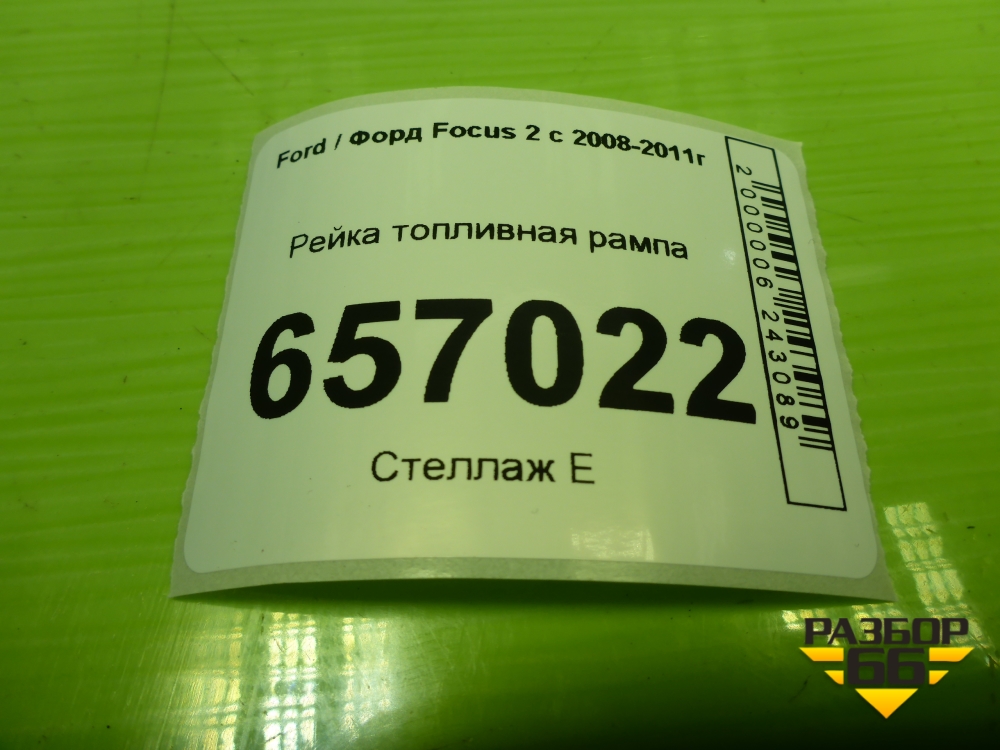 Ford / Форд Focus 2 с 2008-2011г
Рейка топливная рампа
657022
Стеллаж Е
2000006243089
РАЗБОР
66